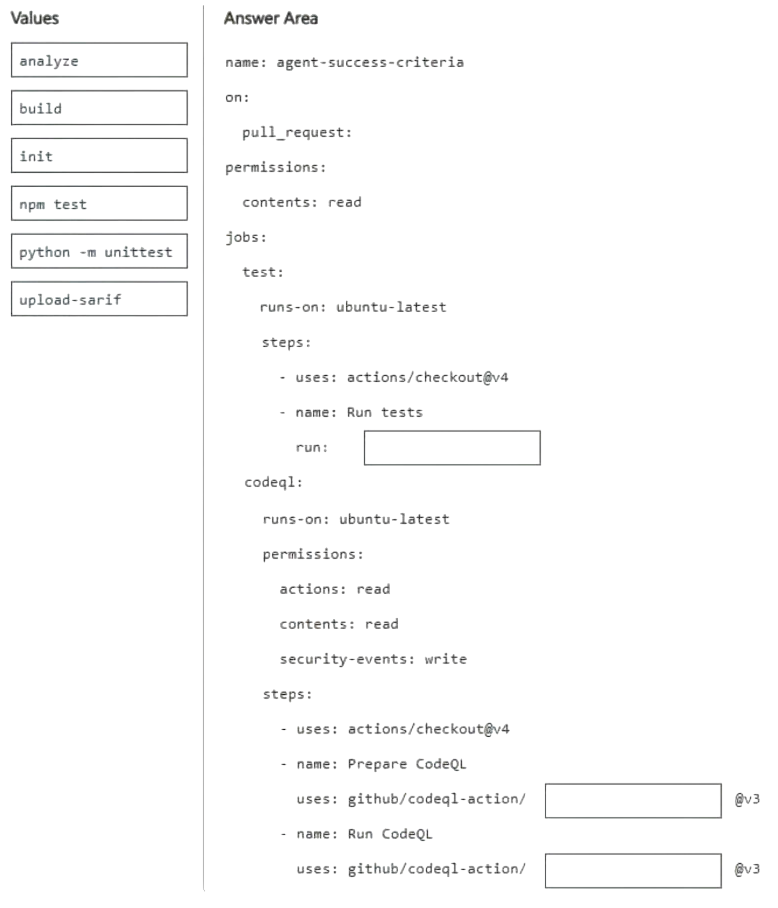 Values
analyze
build
init
npm test
python -m unittest
upload-sarif
Answer Area
name: agent-success-criteria
on:
pull_request:
permissions:
contents: read
jobs:
test:
runs-on: ubuntu-latest
steps:
- uses: actions/checkout@v4
- name: Run tests
run:
codeql:
runs-on: ubuntu-latest
permissions:
actions: read
contents: read
security-events: write
steps:
- uses: actions/checkout@v4
- name: Prepare CodeQL
uses: github/codeql-action/ @v3
- name: Run CodeQL
uses: github/codeql-action/ @v3